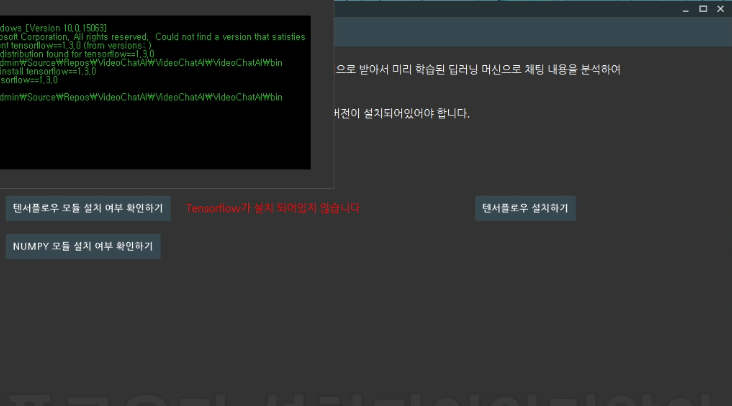 dows [Version 10.0.15063]
osoft Corporation. All rights reserved. Could not find a version that satisfies
ent tensorflow==1.3.0 (from versions: )
distribution found for tensorflow==1.3.0
dmin\Source\Repos\VideoChatAI\VideoChatAI\VideoChatAI\bin
install tensorflow==1.3.0
sorflow==1.3.0
dmin\Source\Repos\VideoChatAI\VideoChatAI\VideoChatAI\bin
으로 받아서 미리 학습된 딥러닝 머신으로 채팅 내용을 분석하여
버전이 설치되어있어야 합니다.
텐서플로우 모듈 설치 여부 확인하기
Tensorflow가 설치 되어있지 않습니다
텐서플로우 설치하기
NUMPY 모듈 설치 여부 확인하기